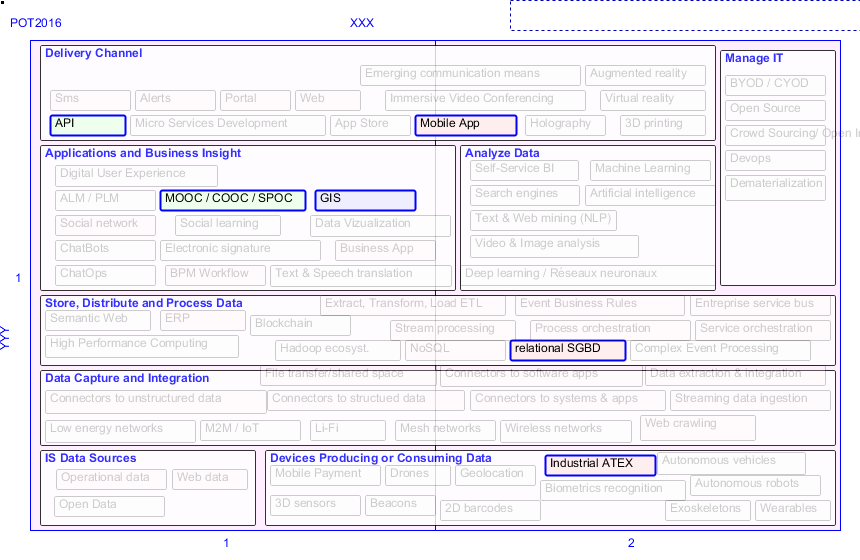 POT2016 XXX
Delivery Channel
Manage IT
Emerging communication means Augmented reality
BYOD / CYOD
Sms Alerts Portal Web Immersive Video Conferencing Virtual reality
Open Source
API Micro Services Development App Store Mobile App Holography 3D printing
Crowd Sourcing/ Open
Applications and Business Insight Analyze Data
Devops
Digital User Experience Self-Service BI Machine Learning
Dematerialization
ALM / PLM MOOC / COOC / SPOC GIS Search engines Artificial intelligence
Social network Social learning Data Vizualization Text & Web mining (NLP)
ChatBots Electronic signature Business App Video & Image analysis
ChatOps BPM Workflow Text & Speech translation Deep learning / Réseaux neuronaux
1
YYY
Store, Distribute and Process Data Extract, Transform, Load ETL Event Business Rules Entreprise service bus
Semantic Web ERP Blockchain Stream processing Process orchestration Service orchestration
High Performance Computing Hadoop ecosyst. NoSQL relational SGBD Complex Event Processing
Data Capture and Integration File transfer/shared space Connectors to software apps Data extraction & integration
Connectors to unstructured data Connectors to structued data Connectors to systems & apps Streaming data ingestion
Low energy networks M2M / IoT Li-Fi Mesh networks Wireless networks Web crawling
IS Data Sources Devices Producing or Consuming Data Industrial ATEX Autonomous vehicles
Operational data Web data Mobile Payment Drones Geolocation Biometrics recognition Autonomous robots
Open Data 3D sensors Beacons 2D barcodes Exoskeletons Wearables
1 2